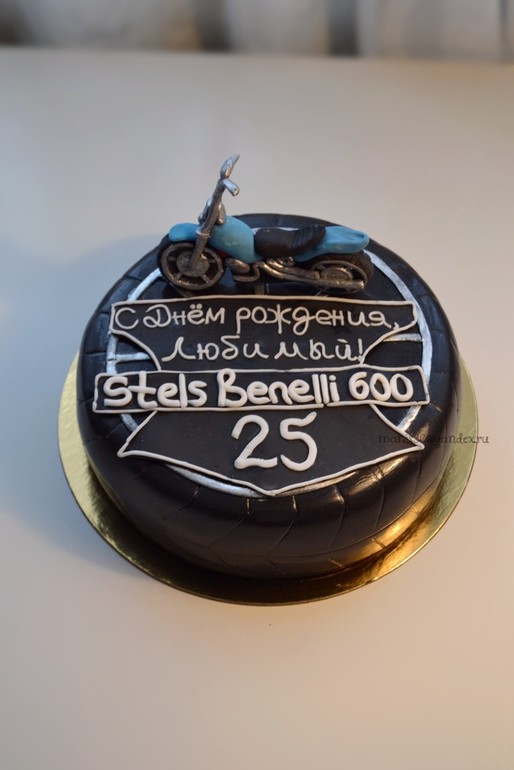 С Днём рождения,
Любимый!
Stels Benelli 600
25